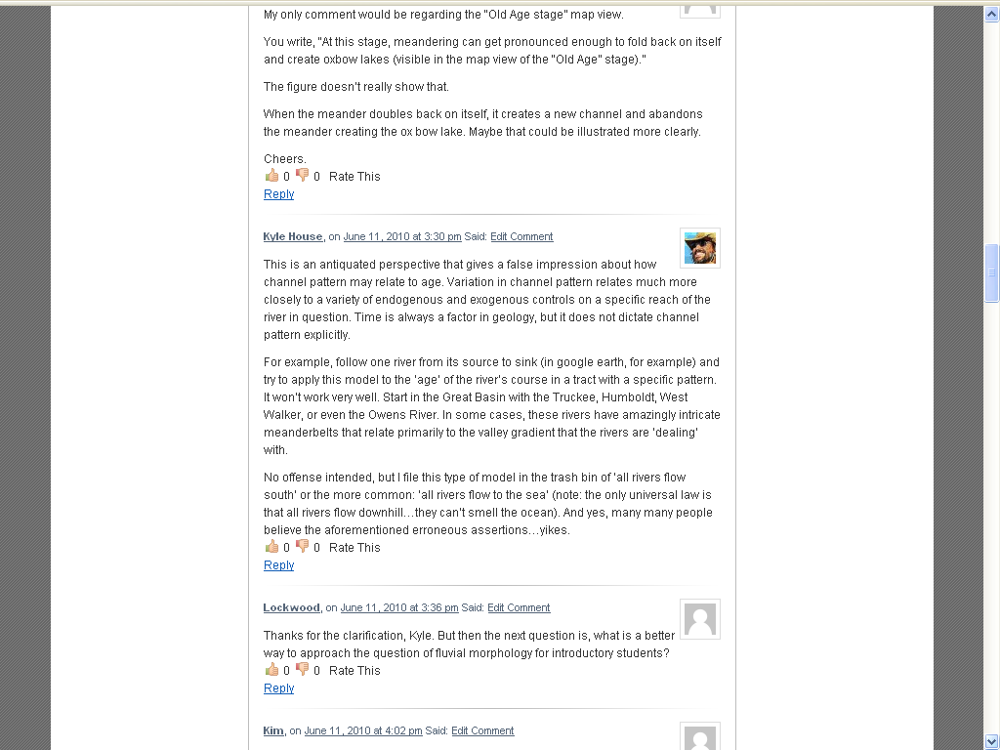 My only comment would be regarding the "Old Age stage" map view.
You write, "At this stage, meandering can get pronounced enough to fold back on itself
and create oxbow lakes (visible in the map view of the "Old Age" stage)."
The figure doesn't really show that.
When the meander doubles back on itself, it creates a new channel and abandons
the meander creating the ox bow lake. Maybe that could be illustrated more clearly.
Cheers.
0 0 Rate This
Reply
Kyle House, on June 11, 2010 at 3:30 pm Said: Edit Comment
This is an antiquated perspective that gives a false impression about how
channel pattern may relate to age. Variation in channel pattern relates much more
closely to a variety of endogenous and exogenous controls on a specific reach of the
river in question. Time is always a factor in geology, but it does not dictate channel
pattern explicitly.
For example, follow one river from its source to sink (in google earth, for example) and
try to apply this model to the 'age' of the river's course in a tract with a specific pattern.
It won't work very well. Start in the Great Basin with the Truckee, Humboldt, West
Walker, or even the Owens River. In some cases, these rivers have amazingly intricate
meanderbelts that relate primarily to the valley gradient that the rivers are 'dealing'
with.
No offense intended, but I file this type of model in the trash bin of 'all rivers flow
south' or the more common: 'all rivers flow to the sea' (note: the only universal law is
that all rivers flow downhill…they can't smell the ocean). And yes, many many people
believe the aforementioned erroneous assertions…yikes.
0 0 Rate This
Reply
Lockwood, on June 11, 2010 at 3:36 pm Said: Edit Comment
Thanks for the clarification, Kyle. But then the next question is, what is a better
way to approach the question of fluvial morphology for introductory students?
0 0 Rate This
Reply
Kim, on June 11, 2010 at 4:02 pm Said: Edit Comment